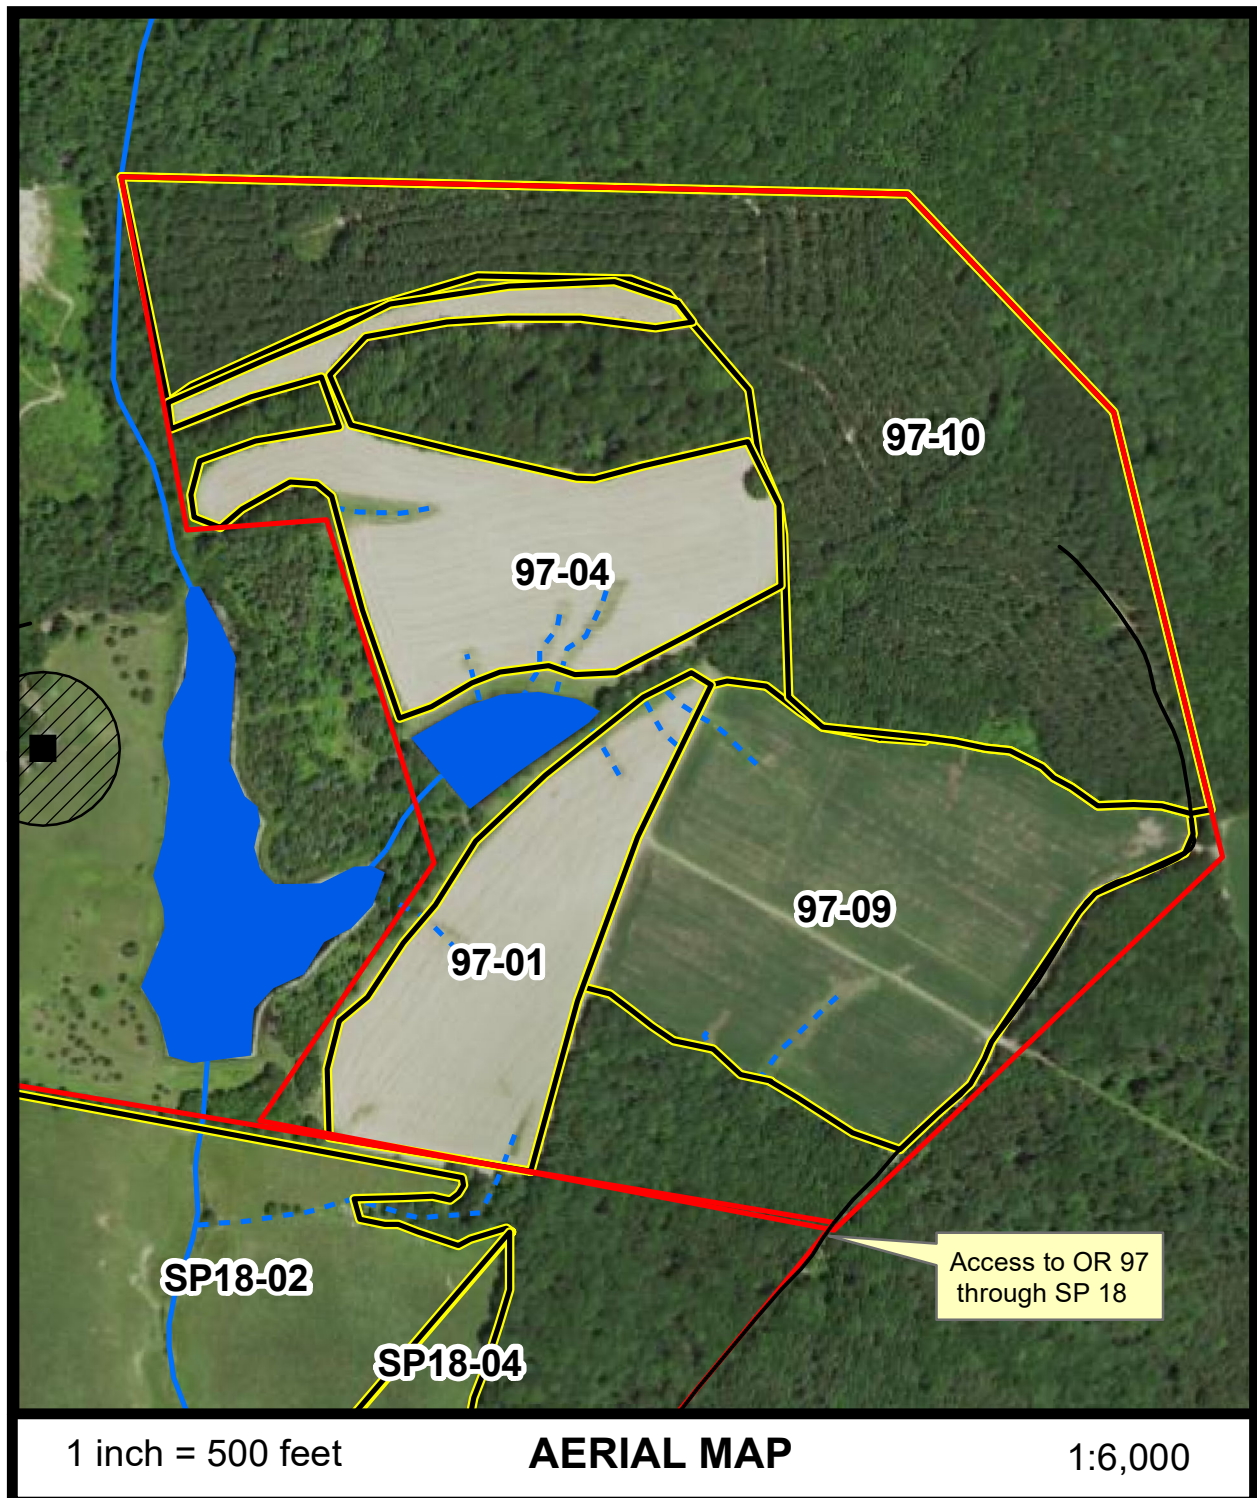 97-10
97-04
97-09
97-01
Access to OR 97
through SP 18
SP18-02
SP18-04
1 inch = 500 feet
AERIAL MAP
1:6,000